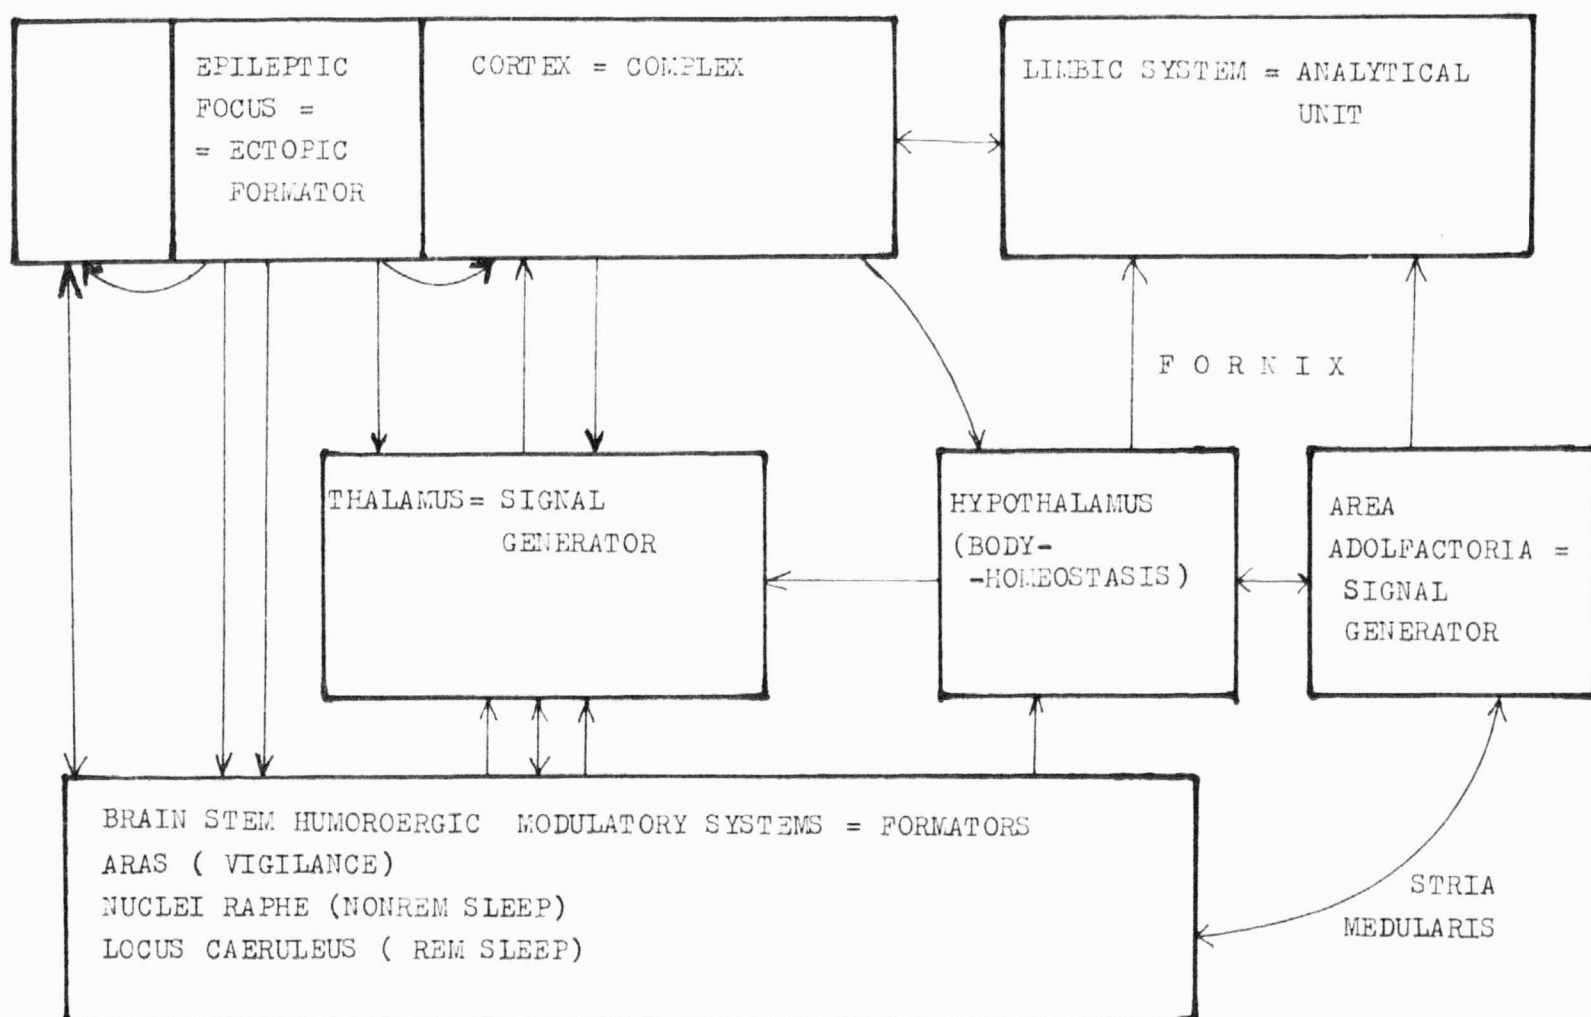 EPILEPTIC
FOCUS =
= ECTOPIC
FORMATOR
CORTEX = COMPLEX
LIMBIC SYSTEM = ANALYTICAL
UNIT
F O R N I X
THALAMUS= SIGNAL
GENERATOR
HYPOTHALAMUS
(BODY-
-HOMEOSTASIS)
AREA
ADOLFACTORIA =
SIGNAL
GENERATOR
BRAIN STEM HUMOROERGIC MODULATORY SYSTEMS = FORMATORS
ARAS ( VIGILANCE)
NUCLEI RAPHE (NONREM SLEEP)
LOCUS CAERULEUS ( REM SLEEP)
STRIA
MEDULARIS